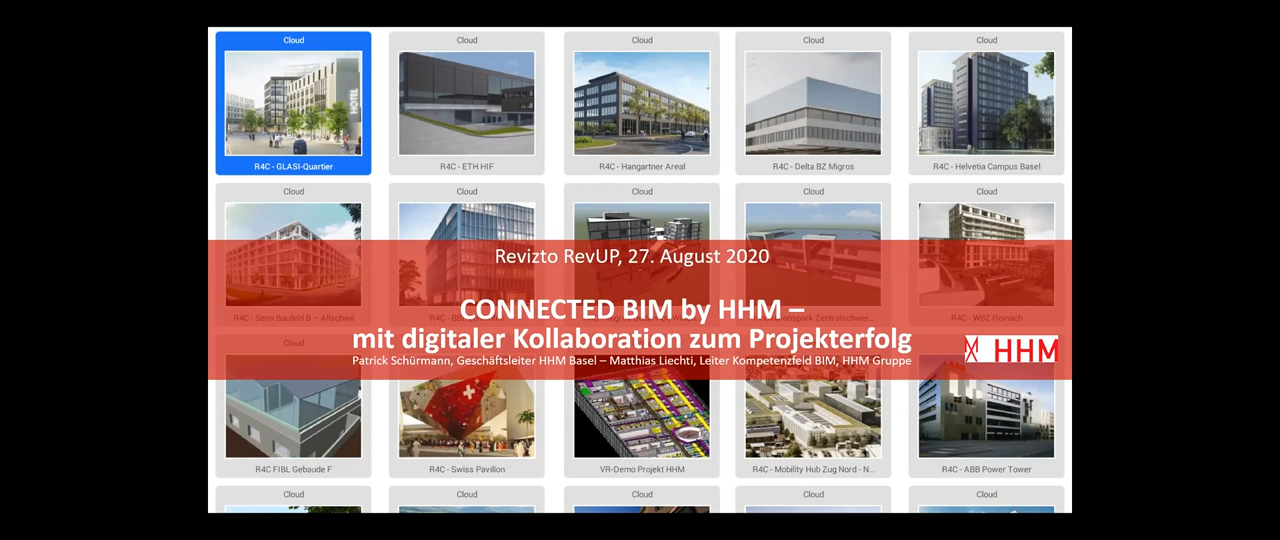 Cloud Cloud Cloud Cloud Cloud
HOTEL
R4C - GLASI-Quartier R4C - ETH HIF R4C - Hangartner Areal R4C - Delta BZ Migros R4C - Helvetia Campus Basel
Cloud Cloud Cloud Cloud Cloud
Revizto RevUP, 27. August 2020
CONNECTED BIM by HHM –
R4C - Senn Baufeld B – Allschwil R4C - WBZ Reinach
mit digitaler Kollaboration zum Projekterfolg
Cloud
HHM
Patrick Schürmann, Geschäftsleiter HHM Basel – Matthias Liechti, Leiter Kompetenzfeld BIM, HHM Gruppe
R4C FIBL Gebaude F R4C - Swiss Pavillon VR-Demo Projekt HHM R4C - Mobility Hub Zug Nord - N... R4C - ABB Power Tower
Cloud Cloud Cloud Cloud Cloud